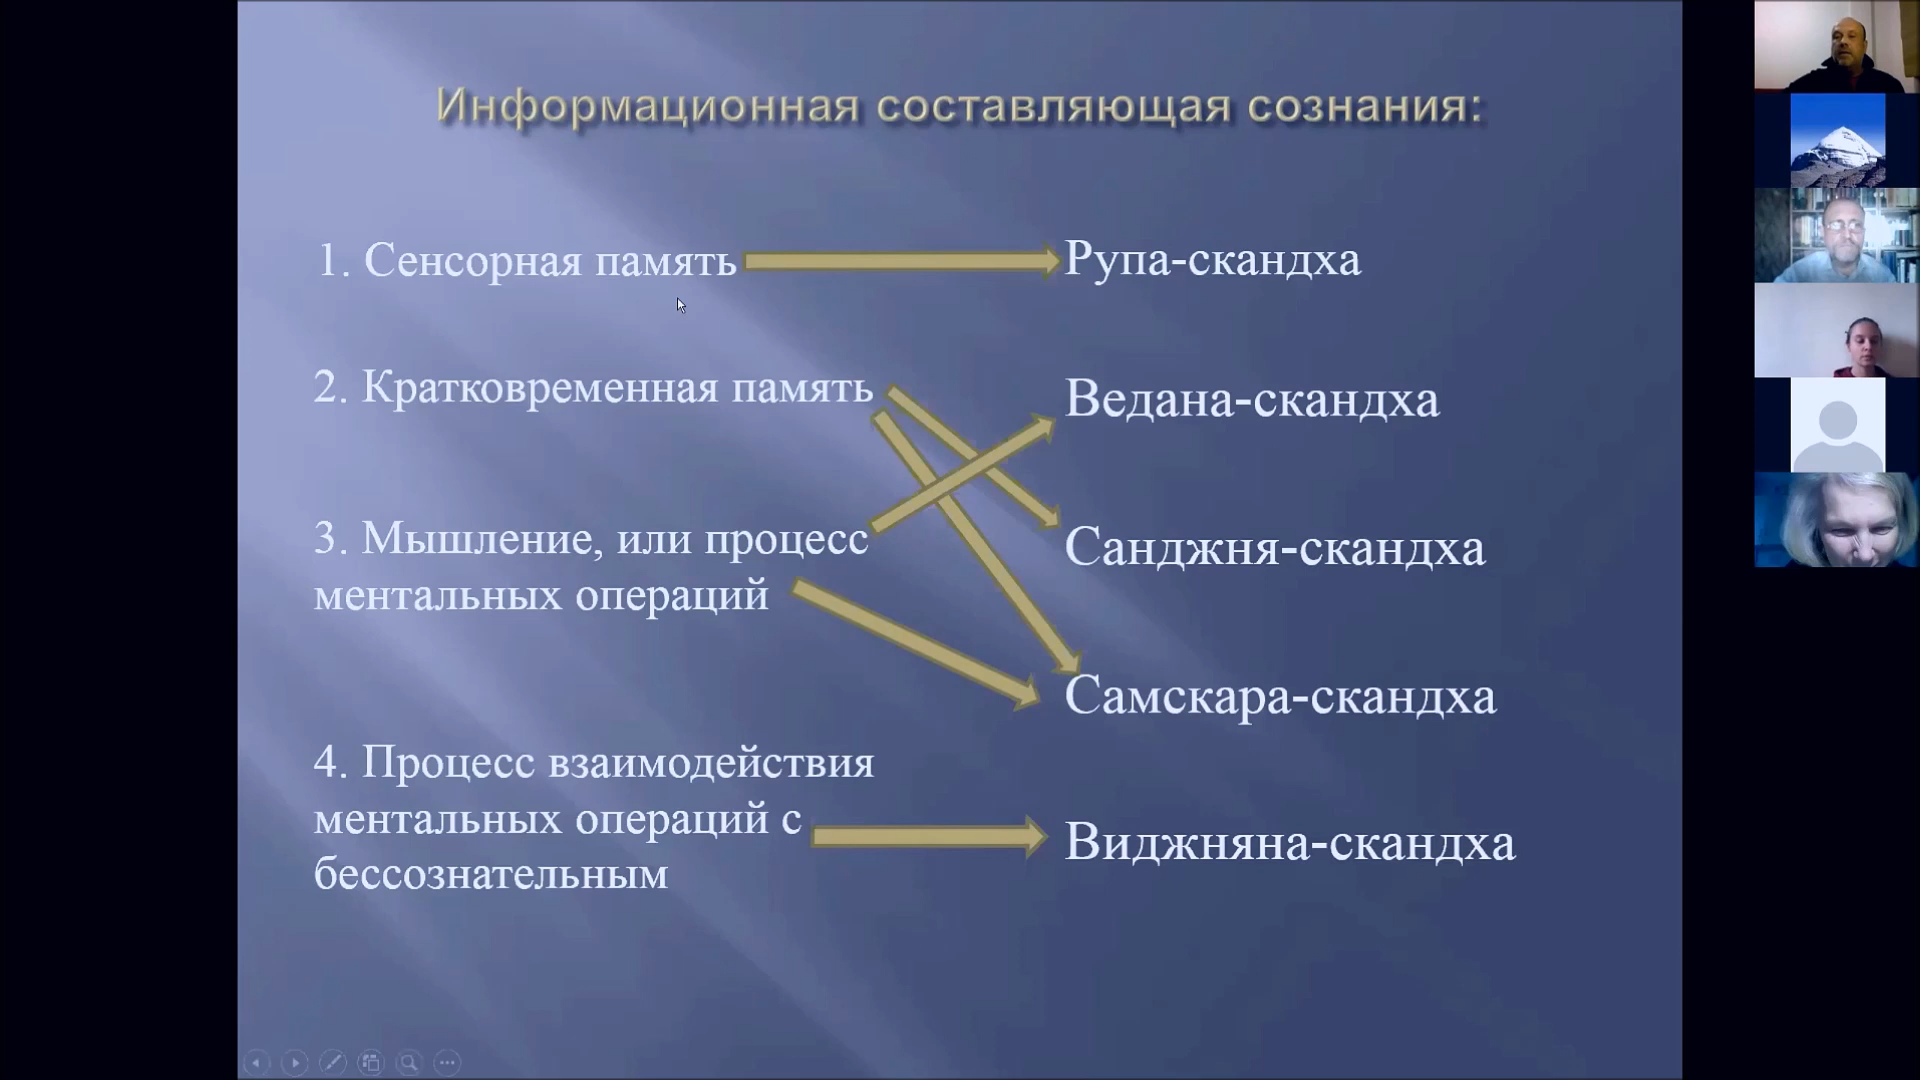 Информационная составляющая сознания:
1. Сенсорная память
Рупа-скандха
2. Кратковременная память
Ведана-скандха
3. Мышление, или процесс
ментальных операций
Санджня-скандха
Самскара-скандха
4. Процесс взаимодействия
ментальных операций с
бессознательным
Виджняна-скандха